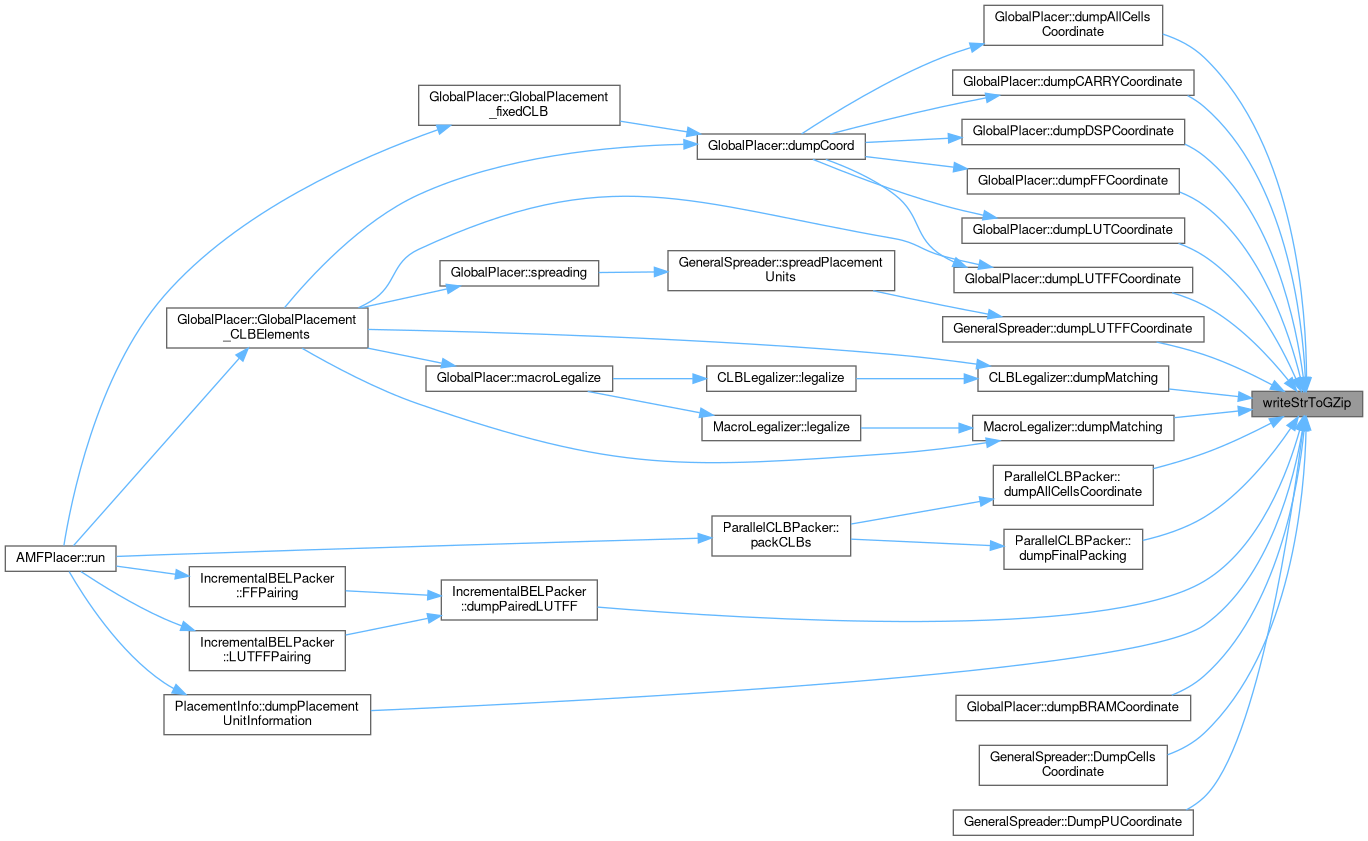 GlobalPlacer::dumpAllCells
Coordinate
GlobalPlacer::dumpCARRYCoordinate
GlobalPlacer::GlobalPlacement
_fixedCLB
GlobalPlacer::dumpDSPCoordinate
GlobalPlacer::dumpCoord
GlobalPlacer::dumpFFCoordinate
GlobalPlacer::dumpLUTCoordinate
GlobalPlacer::spreading
GeneralSpreader::spreadPlacement
Units
GlobalPlacer::dumpLUTFFCoordinate
GlobalPlacer::GlobalPlacement
_CLBElements
GeneralSpreader::dumpLUTFFCoordinate
GlobalPlacer::macroLegalize
CLBLegalizer::legalize
CLBLegalizer::dumpMatching
writeStrToGZip
MacroLegalizer::legalize
MacroLegalizer::dumpMatching
ParallelCLBPacker::
dumpAllCellsCoordinate
ParallelCLBPacker::
packCLBs
ParallelCLBPacker::
dumpFinalPacking
AMFPlacer::run
IncrementalBELPacker
::FFPairing
IncrementalBELPacker
::dumpPairedLUTFF
IncrementalBELPacker
::LUTFFPairing
PlacementInfo::dumpPlacement
UnitInformation
GlobalPlacer::dumpBRAMCoordinate
GeneralSpreader::DumpCells
Coordinate
GeneralSpreader::DumpPUCoordinate